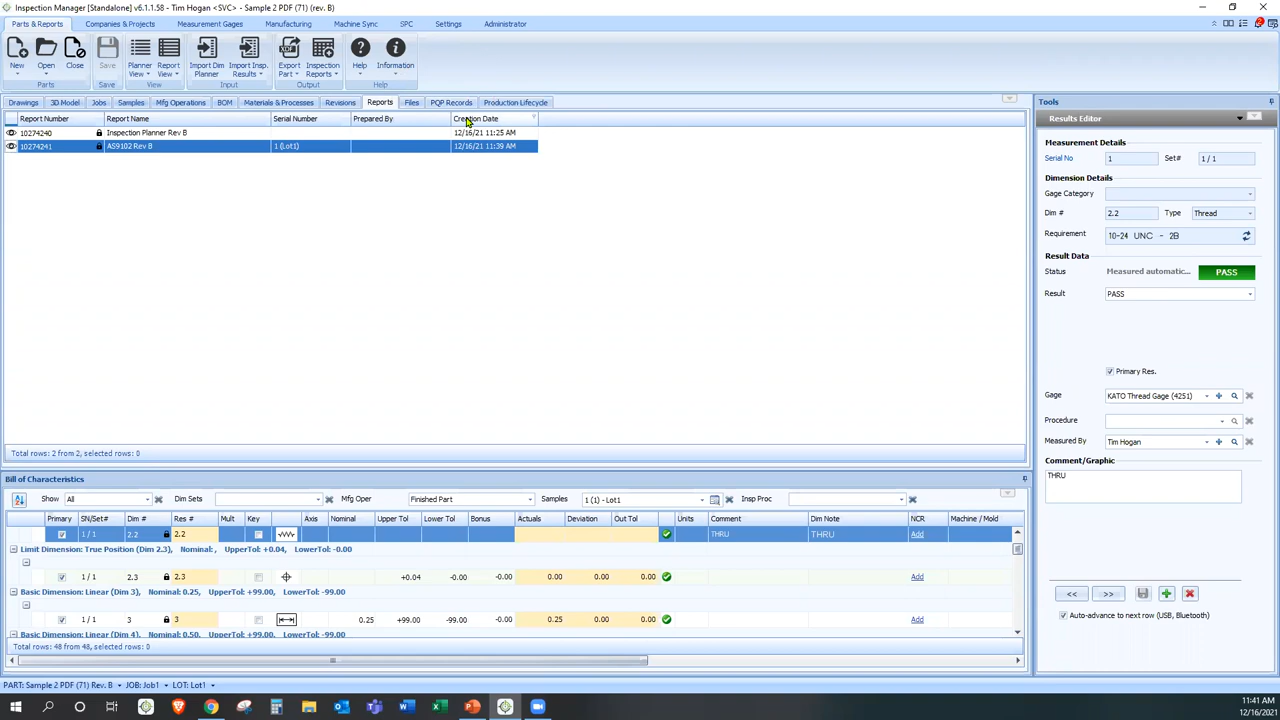 Inspection Manager [Standalone] v6.1.1.58 - Tim Hogan <SVC> - Sample 2 PDF (71) (rev. B)
Parts & Reports Companies & Projects Measurement Gages Manufacturing Machine Sync SPC Settings Administrator
New Open Close Save Planner View Report View Import Dim Planner Import Insp. Results Export Part Inspection Reports Help Information
Parts Save View Input Output Help
Drawings 3D Model Jobs Samples Mfg Operations BOM Materials & Processes Revisions Reports Files PQP Records Production Lifecycle
Report Number Report Name Serial Number Prepared By Creation Date
10274240 Inspection Planner Rev B 12/16/21 11:25 AM
10274241 AS9102 Rev B 1 (Lot1) 12/16/21 11:39 AM
Total rows: 2 from 2, selected rows: 0
Bill of Characteristics
Show All Dim Sets Mfg Oper Finished Part Samples 1 (1) - Lot1 Insp Proc
Primary SN/Set# Dim # Res # Mult Key Axis Nominal Upper Tol Lower Tol Bonus Actuals Deviation Out Tol Units Comment Dim Note NCR Machine / Mold
1 / 1 2.2 2.2 THRU THRU Add
Limit Dimension: True Position (Dim 2.3), Nominal: , UpperTol: +0.04, LowerTol: -0.00
1 / 1 2.3 2.3 +0.04 -0.00 -0.00 0.00 0.00 0.00 Add
Basic Dimension: Linear (Dim 3), Nominal: 0.25, UpperTol: +99.00, LowerTol: -99.00
1 / 1 3 3 0.25 +99.00 -99.00 -0.00 0.25 0.00 0.00 Add
Basic Dimension: Linear (Dim 4), Nominal: 0.50, UpperTol: +99.00, LowerTol: -99.00
Total rows: 48 from 48, selected rows: 0
Tools
Results Editor
Measurement Details
Serial No 1 Set# 1 / 1
Dimension Details
Gage Category
Dim # 2.2 Type Thread
Requirement 10-24 UNC - 2B
Result Data
Status Measured automatic... PASS
Result PASS
Primary Res.
Gage KATO Thread Gage (4251)
Procedure
Measured By Tim Hogan
Comment/Graphic
THRU
<< >>
Auto-advance to next row (USB, Bluetooth)
PART: Sample 2 PDF (71) Rev. B JOB: Job1 LOT: Lot1
11:41 AM
12/16/2021